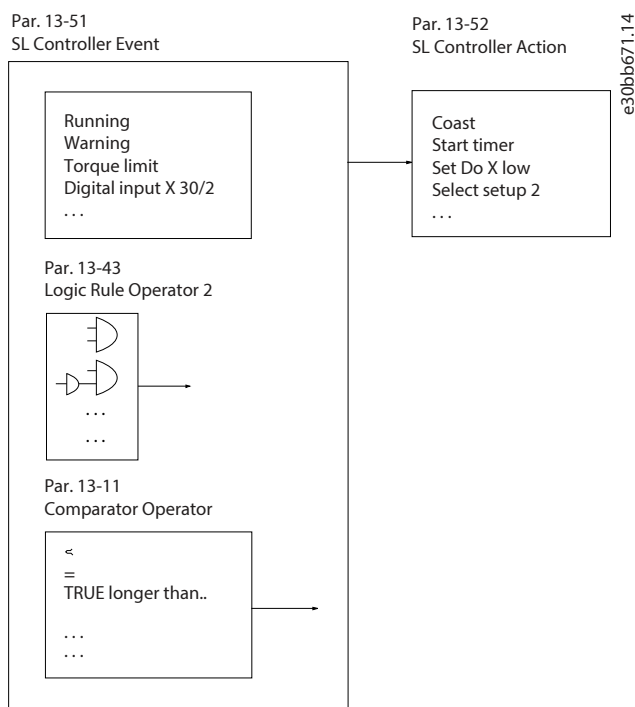 Par. 13-51
SL Controller Event
Par. 13-52
SL Controller Action
e30bb671.14
Running
Warning
Torque limit
Digital input X 30/2
. . .
Coast
Start timer
Set Do X low
Select setup 2
. . .
Par. 13-43
Logic Rule Operator 2
. . .
. . .
Par. 13-11
Comparator Operator
<
=
TRUE longer than..
. . .
. . .